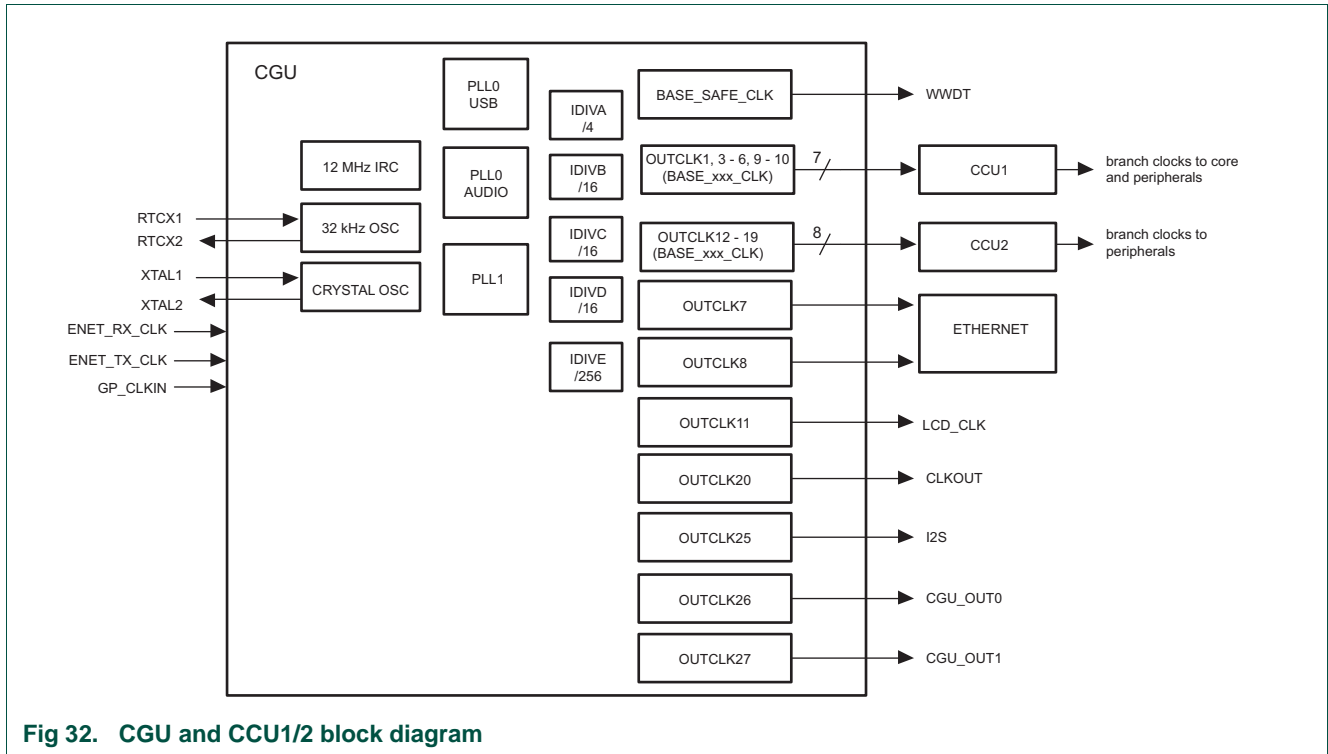 CGU
PLL0
USB
PLL0
AUDIO
PLL1
12 MHz IRC
32 kHz OSC
CRYSTAL OSC
RTCX1
RTCX2
XTAL1
XTAL2
ENET_RX_CLK
ENET_TX_CLK
GP_CLKIN
IDIVA
/4
IDIVB
/16
IDIVC
/16
IDIVD
/16
IDIVE
/256
BASE_SAFE_CLK
WWDT
OUTCLK1, 3 - 6, 9 - 10
(BASE_xxx_CLK)
7
CCU1
branch clocks to core
and peripherals
OUTCLK12 - 19
(BASE_xxx_CLK)
8
CCU2
branch clocks to
peripherals
OUTCLK7
OUTCLK8
ETHERNET
OUTCLK11
LCD_CLK
OUTCLK20
CLKOUT
OUTCLK25
I2S
OUTCLK26
CGU_OUT0
OUTCLK27
CGU_OUT1
Fig 32. CGU and CCU1/2 block diagram